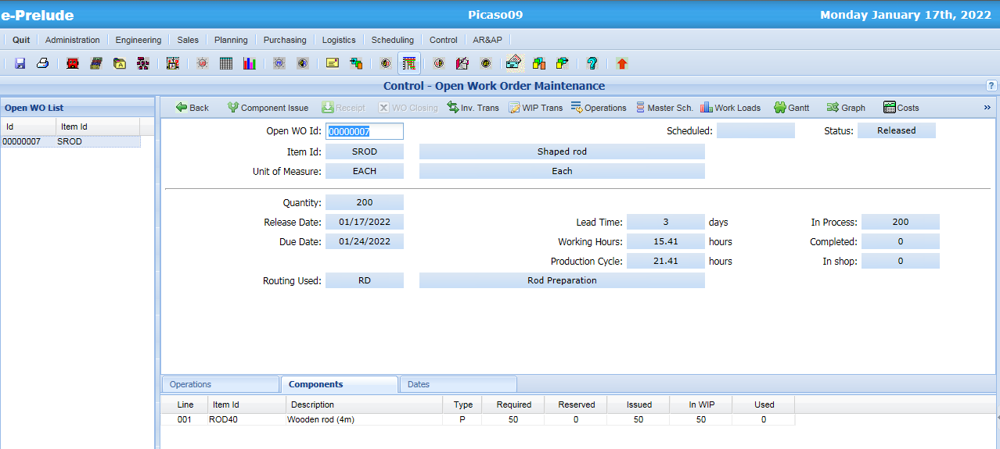 e-Prelude Picaso09 Monday January 17th, 2022
Quit Administration Engineering Sales Planning Purchasing Logistics Scheduling Control AR&AP
Control - Open Work Order Maintenance ?
Open WO List
Back Component Issue Receipt WO Closing Inv. Trans WIP Trans Operations Master Sch. Work Loads Gantt Graph Costs »
Id Item Id
00000007 SROD
Open WO Id: 00000007 Scheduled: Status: Released
Item Id: SROD Shaped rod
Unit of Measure: EACH Each
Quantity: 200
Release Date: 01/17/2022 Lead Time: 3 days In Process: 200
Due Date: 01/24/2022 Working Hours: 15.41 hours Completed: 0
Production Cycle: 21.41 hours In shop: 0
Routing Used: RD Rod Preparation
Operations Components Dates
Line Item Id Description Type Required Reserved Issued In WIP Used
001 ROD40 Wooden rod (4m) P 50 0 50 50 0